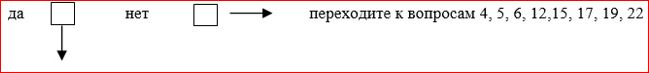 да нет переходите к вопросам 4, 5, 6, 12,15, 17, 19, 22